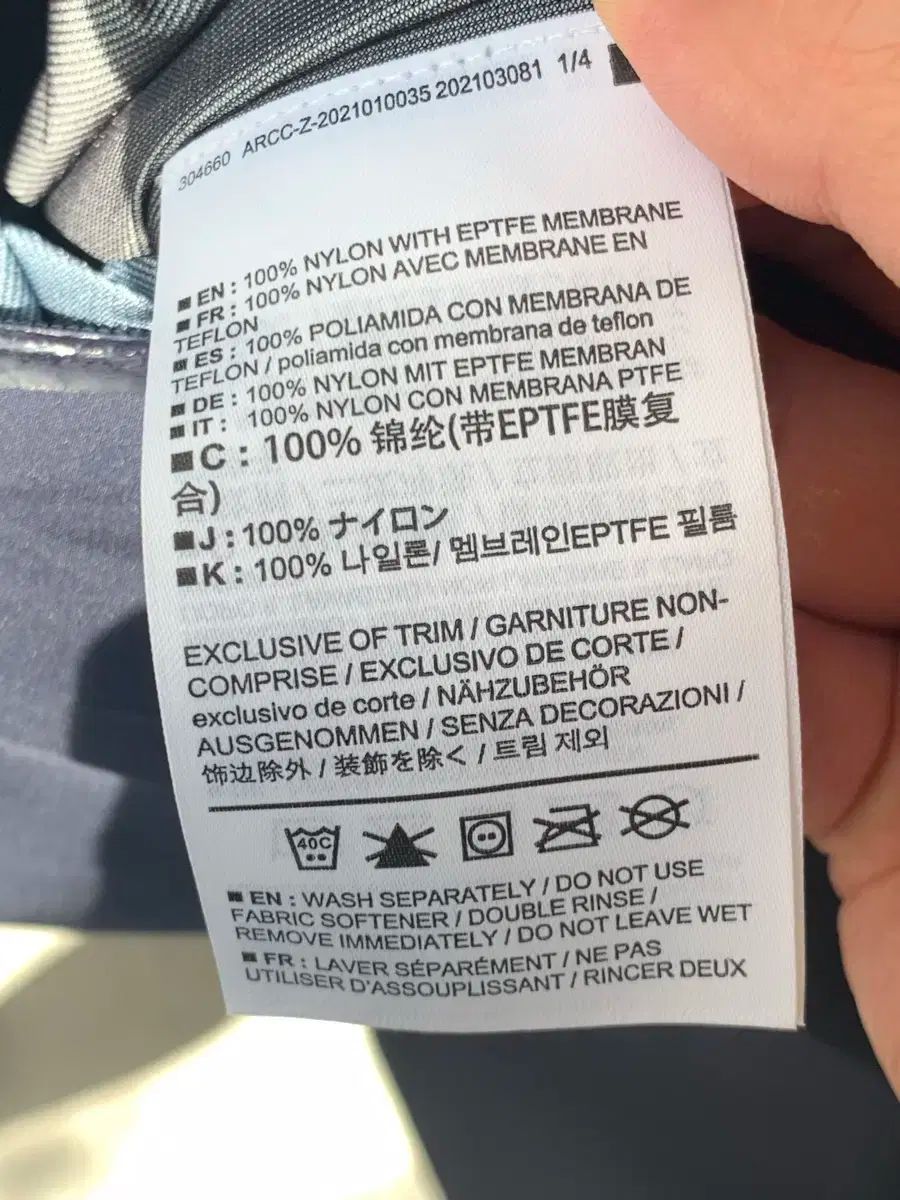 304660 ARCC-Z-2021010035 202103081 1/4
EN : 100% NYLON WITH EPTFE MEMBRANE
FR : 100% NYLON AVEC MEMBRANE EN
TEFLON
ES : 100% POLIAMIDA CON MEMBRANA DE
TEFLON / poliamida con membrana de teflon
DE : 100% NYLON MIT EPTFE MEMBRAN
IT : 100% NYLON CON MEMBRANA PTFE
C : 100% 锦纶(带EPTFE膜复
合)
J : 100% ナイロン
K : 100% 나일론/ 멤브레인EPTFE 필름
EXCLUSIVE OF TRIM / GARNITURE NON-
COMPRISE / EXCLUSIVO DE CORTE /
exclusivo de corte / NÄHZUBEHÖR
AUSGENOMMEN / SENZA DECORAZIONI /
饰边除外 / 装飾を除く / 트림 제외
40C
EN : WASH SEPARATELY / DO NOT USE
FABRIC SOFTENER / DOUBLE RINSE /
REMOVE IMMEDIATELY / DO NOT LEAVE WET
FR : LAVER SÉPARÉMENT / NE PAS
UTILISER D'ASSOUPLISSANT / RINCER DEUX